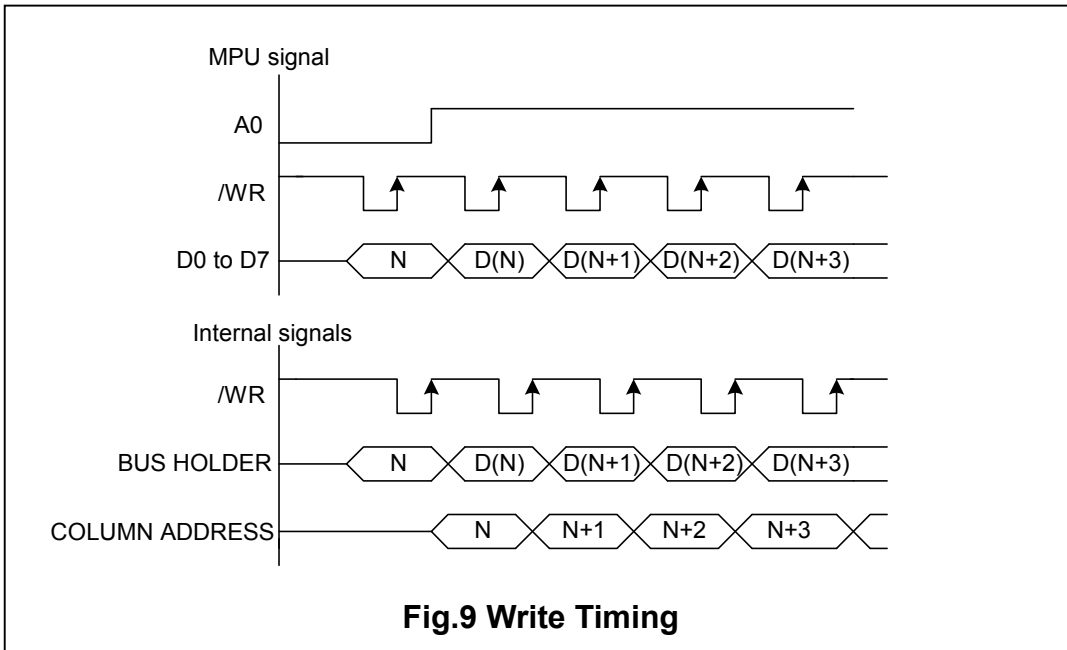 MPU signal
A0
/WR
D0 to D7 N D(N) D(N+1) D(N+2) D(N+3)
Internal signals
/WR
BUS HOLDER N D(N) D(N+1) D(N+2) D(N+3)
COLUMN ADDRESS N N+1 N+2 N+3
Fig.9 Write Timing